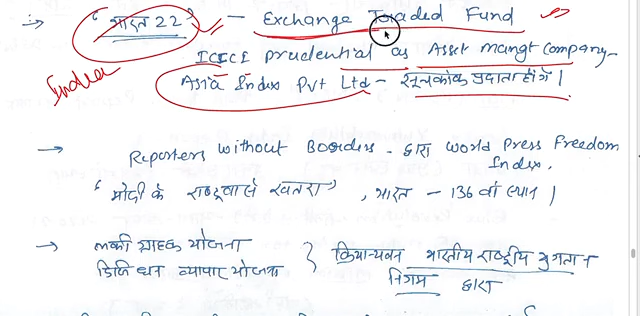 → " भारत 22 " - Exchange Traded Fund
ICICI Prudential as Asset Mangt Company -
India Asia Index Pvt Ltd - सूचकांक प्रदाता होंगे।
→ Reporters Without Borders - द्वारा World Press Freedom
Index.
" मोदी के राष्ट्रवाद से खतरा " , भारत - 136 वां स्थान।
→ लकी ग्राहक योजना
डिजि धन व्यापार योजना } क्रियान्वयन भारतीय राष्ट्रीय भुगतान
निगम द्वारा